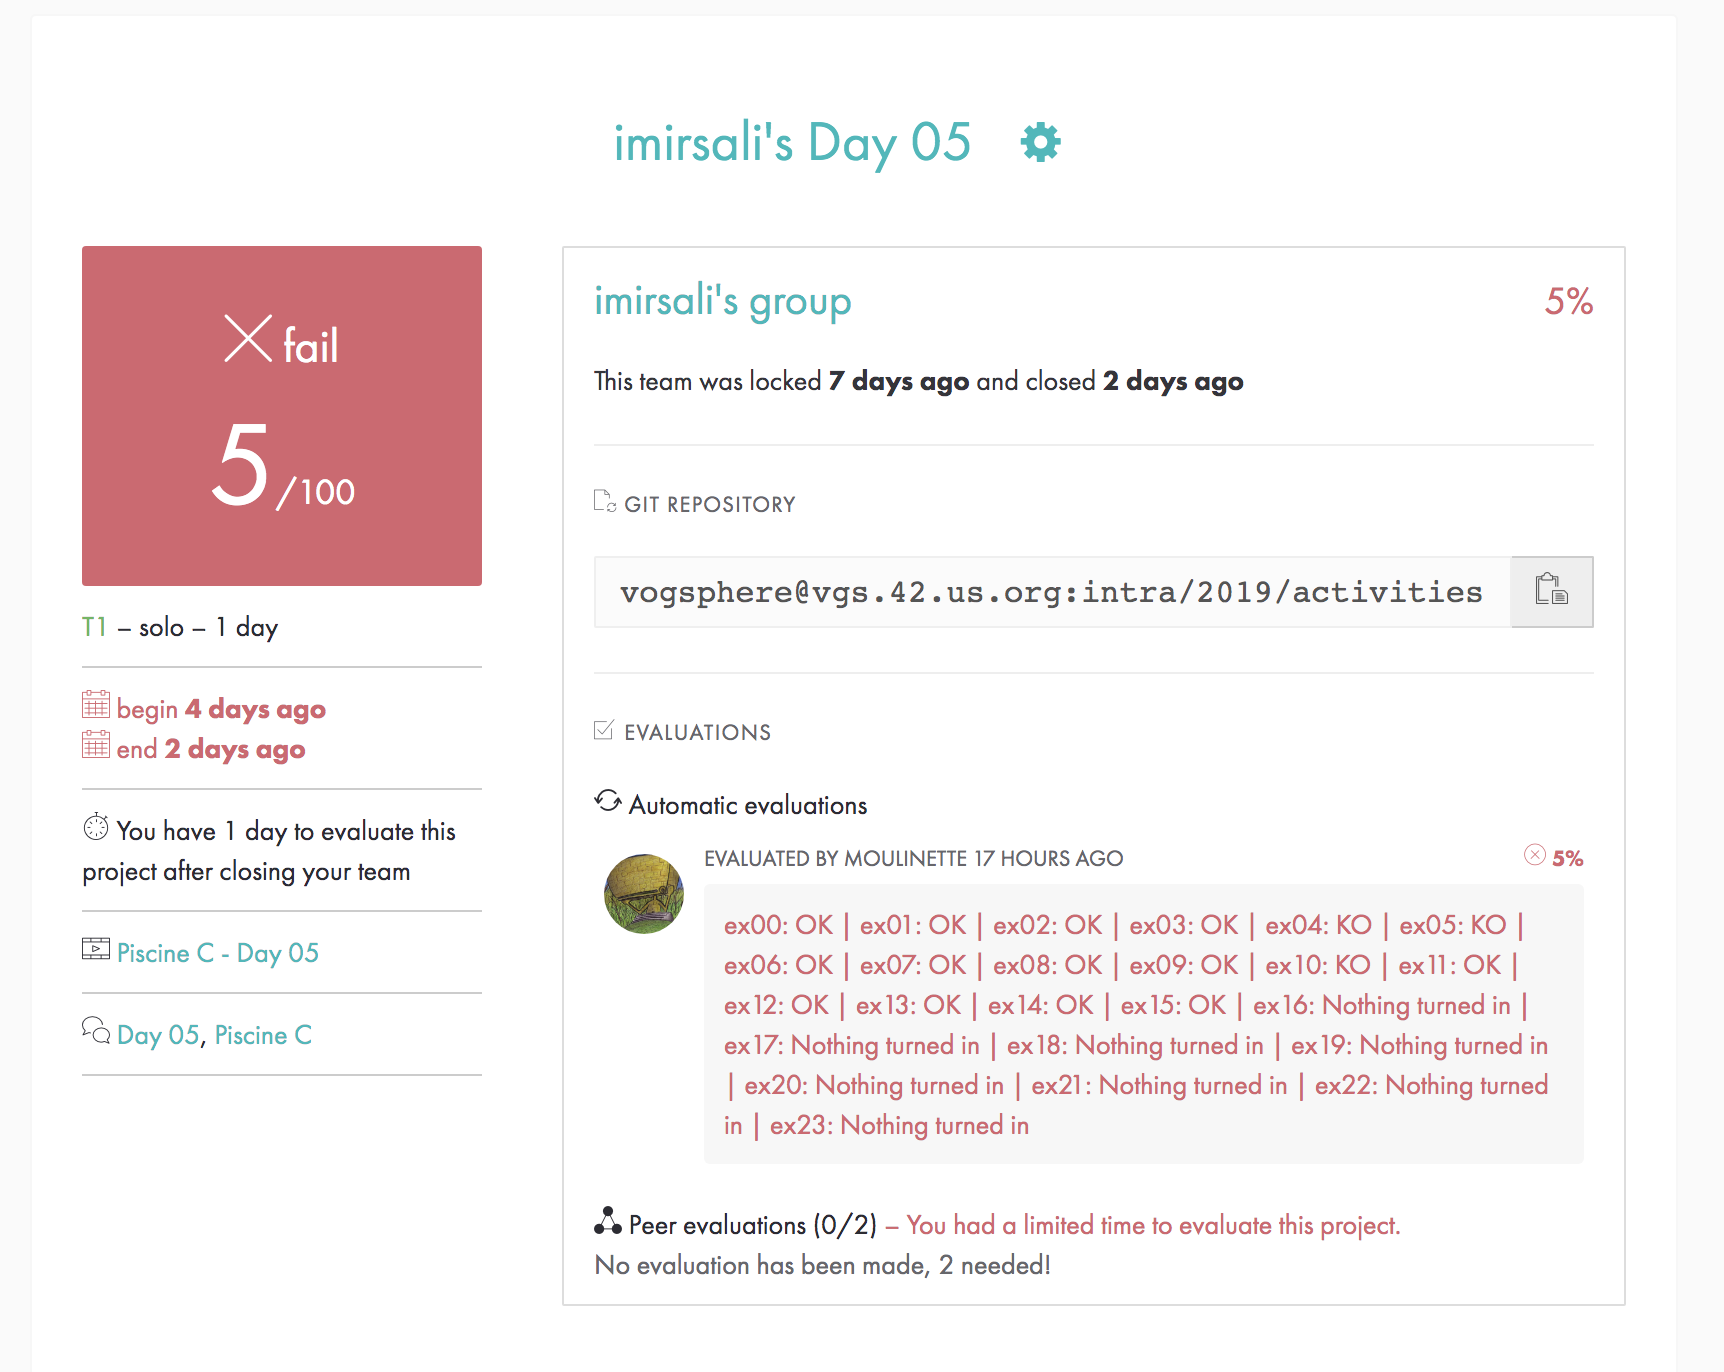 imirsali's Day 05
fail
5 /100
T1 – solo – 1 day
begin 4 days ago
end 2 days ago
You have 1 day to evaluate this
project after closing your team
Piscine C - Day 05
Day 05, Piscine C
imirsali's group
5%
This team was locked 7 days ago and closed 2 days ago
GIT REPOSITORY
vogsphere@vgs.42.us.org:intra/2019/activities
EVALUATIONS
Automatic evaluations
EVALUATED BY MOULINETTE 17 HOURS AGO
5%
ex00: OK | ex01: OK | ex02: OK | ex03: OK | ex04: KO | ex05: KO |
ex06: OK | ex07: OK | ex08: OK | ex09: OK | ex10: KO | ex11: OK |
ex12: OK | ex13: OK | ex14: OK | ex15: OK | ex16: Nothing turned in |
ex17: Nothing turned in | ex18: Nothing turned in | ex19: Nothing turned in
| ex20: Nothing turned in | ex21: Nothing turned in | ex22: Nothing turned
in | ex23: Nothing turned in
Peer evaluations (0/2) – You had a limited time to evaluate this project.
No evaluation has been made, 2 needed!